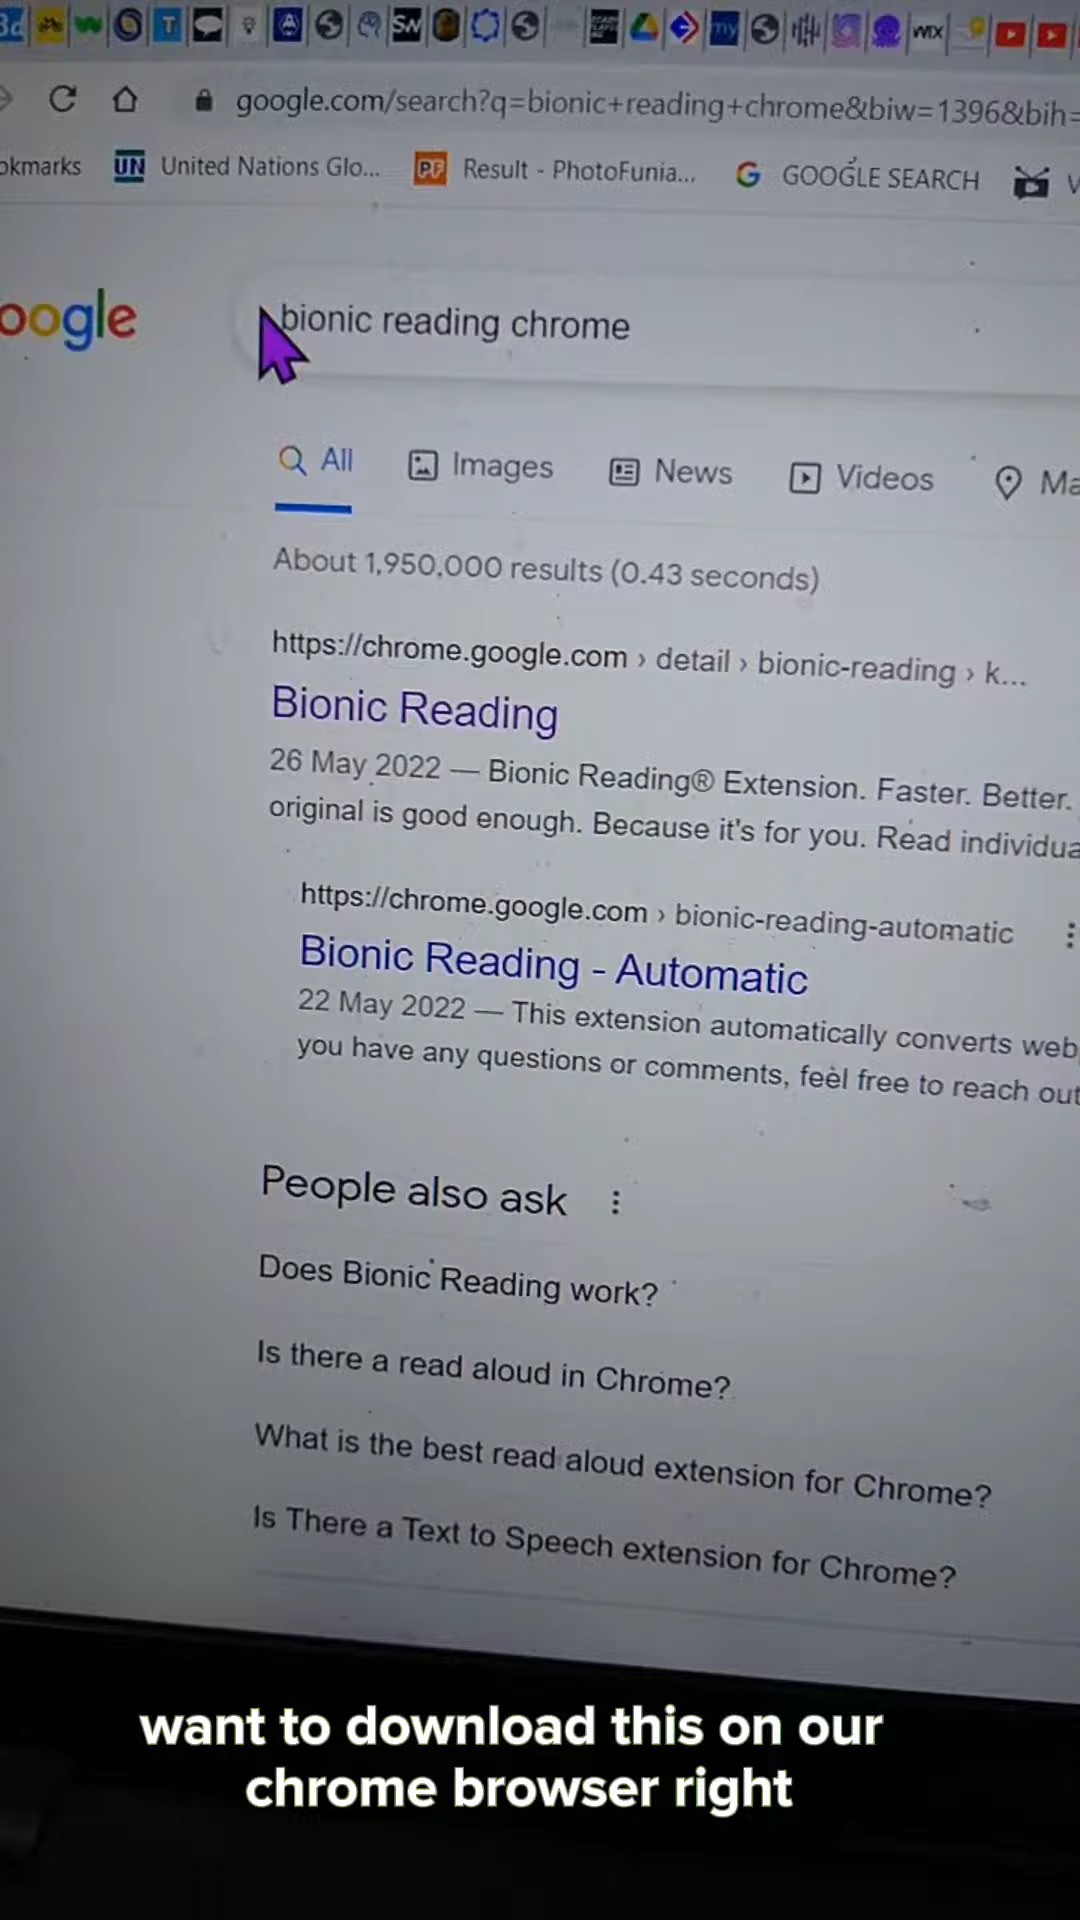 google.com/search?q=bionic+reading+chrome&biw=1396&bih=
okmarks UN United Nations Glo... PF Result - PhotoFunia... G GOOGLE SEARCH
oogle
bionic reading chrome
All Images News Videos Ma
About 1,950,000 results (0.43 seconds)
https://chrome.google.com › detail › bionic-reading › k...
Bionic Reading
26 May 2022 — Bionic Reading® Extension. Faster. Better.
original is good enough. Because it's for you. Read individua
https://chrome.google.com › bionic-reading-automatic
Bionic Reading - Automatic
22 May 2022 — This extension automatically converts web
you have any questions or comments, feel free to reach out
People also ask
Does Bionic Reading work?
Is there a read aloud in Chrome?
What is the best read aloud extension for Chrome?
Is There a Text to Speech extension for Chrome?
want to download this on our
chrome browser right